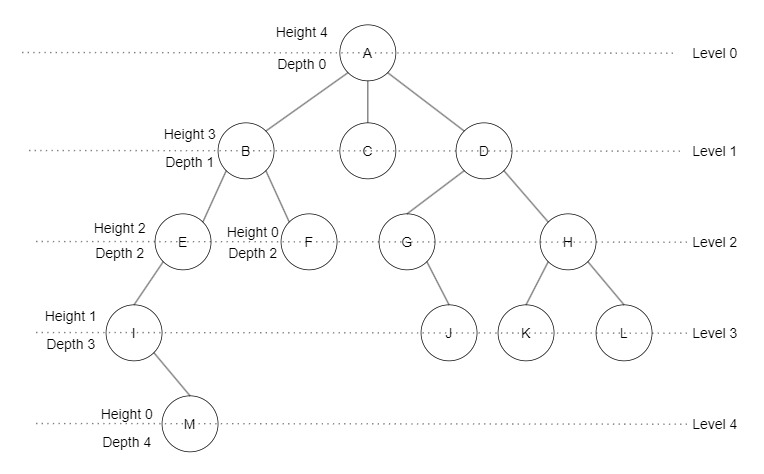 Height 4
A
Level 0
Depth 0
Height 3
B
C
D
Level 1
Depth 1
Height 2
E
Height 0
F
G
H
Level 2
Depth 2
Depth 2
Height 1
I
J
K
L
Level 3
Depth 3
Height 0
M
Level 4
Depth 4